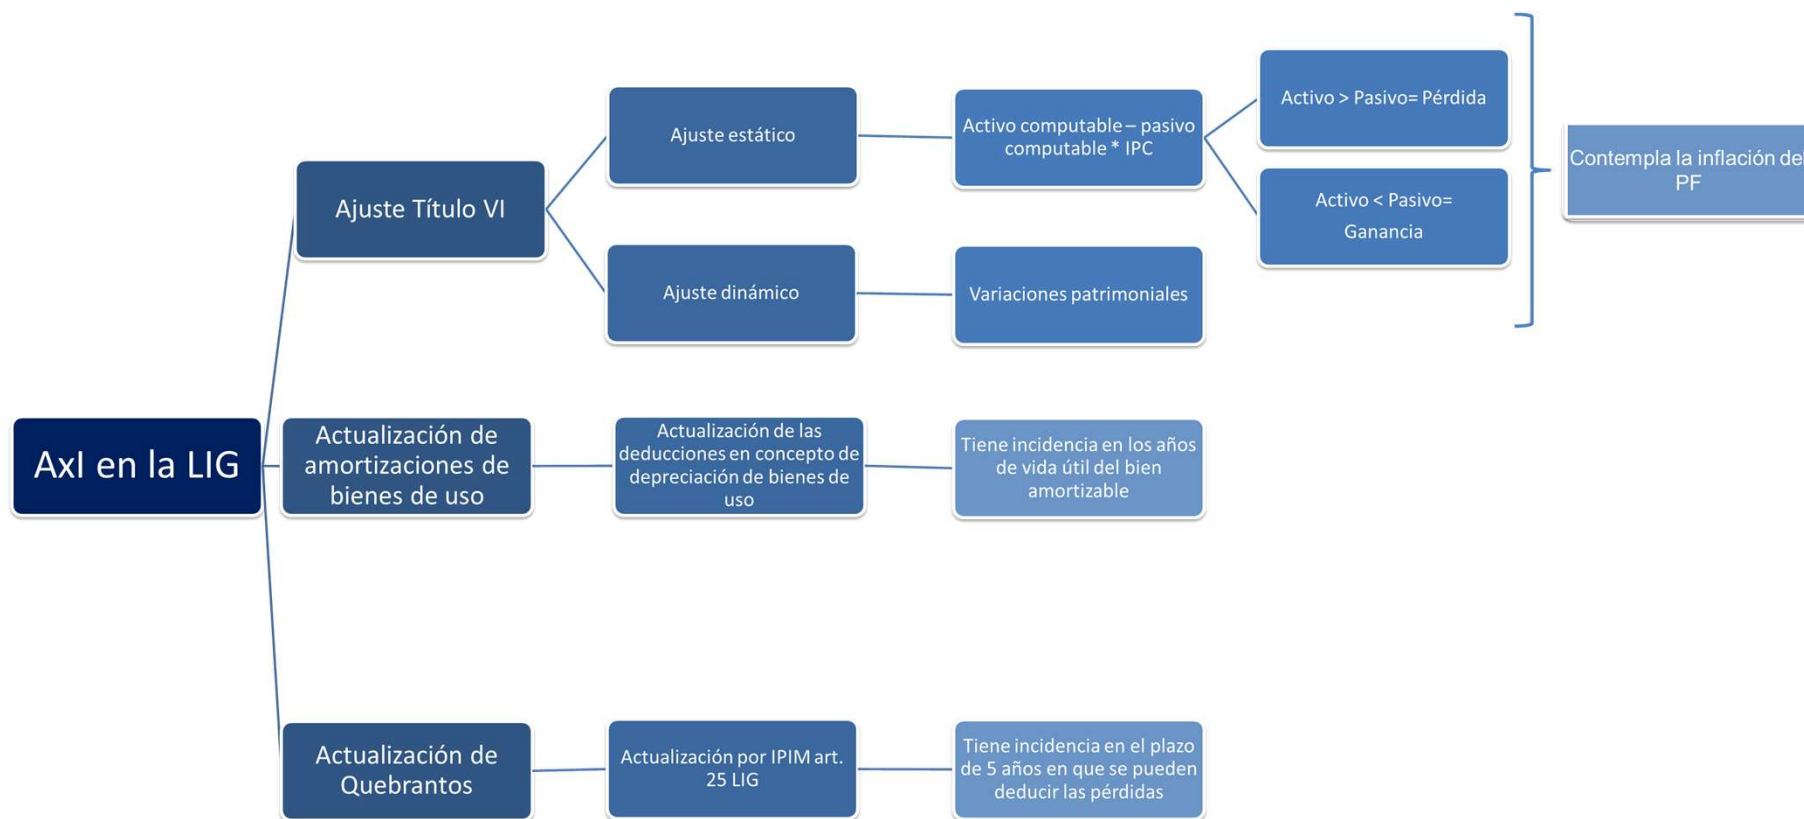 AxI en la LIG
Ajuste Título VI
Ajuste estático
Activo computable – pasivo
computable * IPC
Activo > Pasivo= Pérdida
Activo < Pasivo=
Ganancia
Contempla la inflación del
PF
Ajuste dinámico
Variaciones patrimoniales
Actualización de
amortizaciones de
bienes de uso
Actualización de las
deducciones en concepto de
depreciación de bienes de
uso
Tiene incidencia en los años
de vida útil del bien
amortizable
Actualización de
Quebrantos
Actualización por IPIM art.
25 LIG
Tiene incidencia en el plazo
de 5 años en que se pueden
deducir las pérdidas